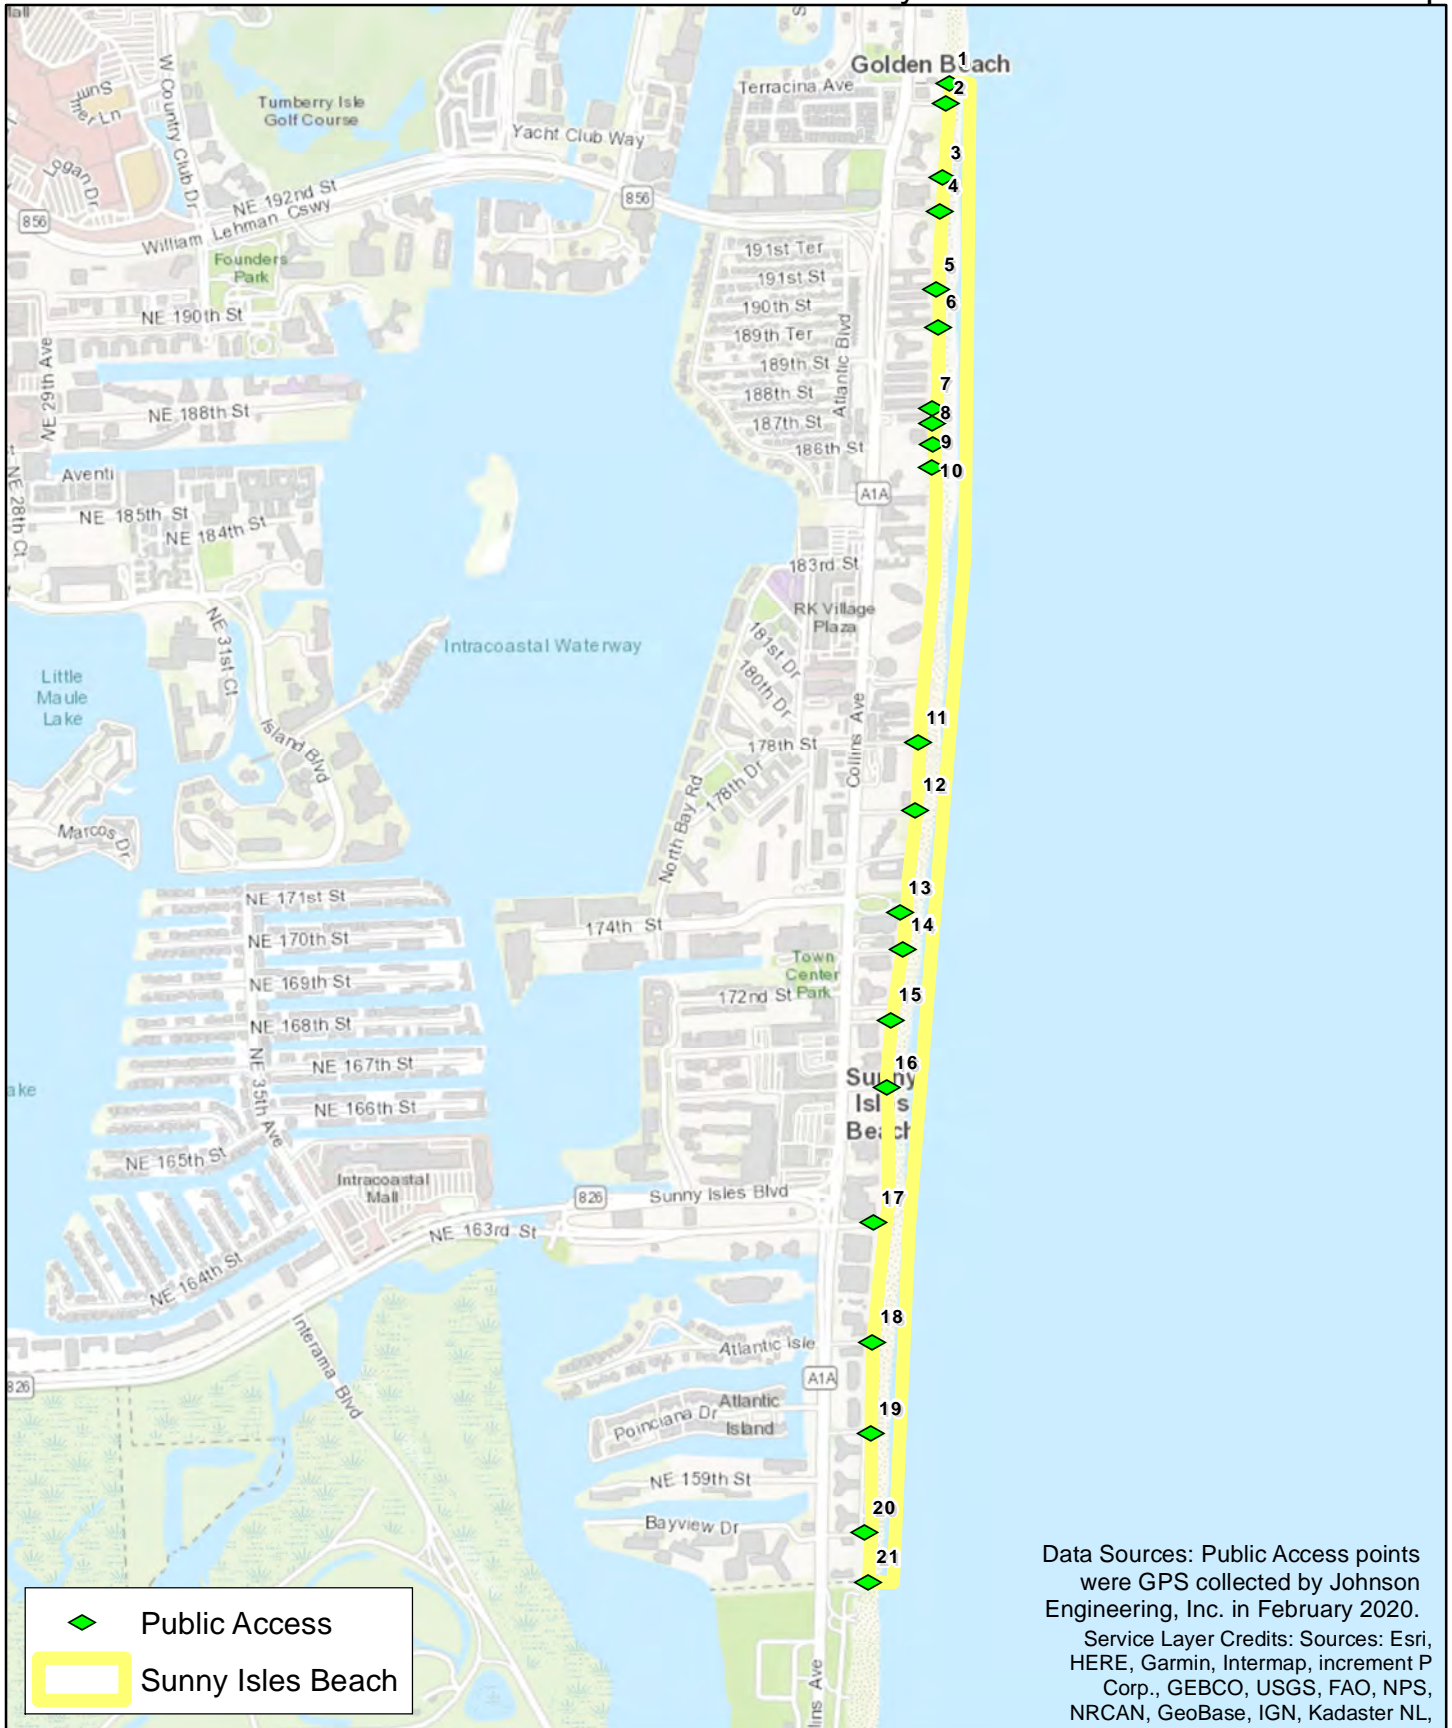 Golden Beach
1
2
3
4
5
6
7
8
9
10
11
12
13
14
15
16
17
18
19
20
21
Terracina Ave
Turnberry Isle
Golf Course
Yacht Club Way
W Country Club Dr
Logan Dr
NE 192nd St
William Lehman Cswy
856
856
Founders
Park
NE 190th St
NE 29th Ave
NE 188th St
Aventi
NE 28th Ct
NE 185th St
NE 184th St
191st Ter
191st St
190th St
189th Ter
189th St
188th St
187th St
186th St
Atlantic Blvd
A1A
183rd St
RK Village
Plaza
181st Dr
180th Dr
178th St
178th Dr
Collins Ave
North Bay Rd
Intracoastal Waterway
NE 31st Ct
Island Blvd
Little
Maule
Lake
Marcos Dr
NE 171st St
NE 170th St
NE 169th St
NE 168th St
NE 167th St
NE 166th St
NE 165th St
NE 35th Ave
NE 164th St
174th St
Town
Center
Park
172nd St
Sunny
Isles
Beach
Intracoastal
Mall
826
Sunny Isles Blvd
NE 163rd St
Interama Blvd
826
Atlantic Isle
A1A
Poinciana Dr
Atlantic
Island
NE 159th St
Bayview Dr
ake
lins Ave
Public Access
Sunny Isles Beach
Data Sources: Public Access points
were GPS collected by Johnson
Engineering, Inc. in February 2020.
Service Layer Credits: Sources: Esri,
HERE, Garmin, Intermap, increment P
Corp., GEBCO, USGS, FAO, NPS,
NRCAN, GeoBase, IGN, Kadaster NL,